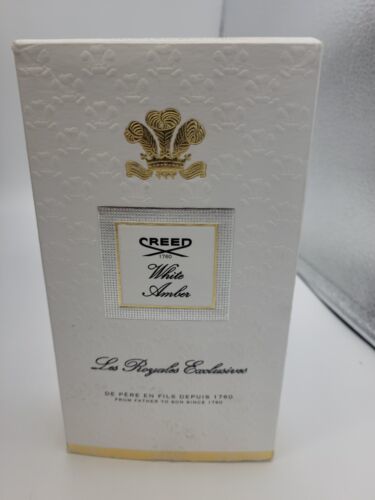 CREED
1760
White
Amber
Les Royales Exclusives
DE PÈRE EN FILS DEPUIS 1760
FROM FATHER TO SON SINCE 1760